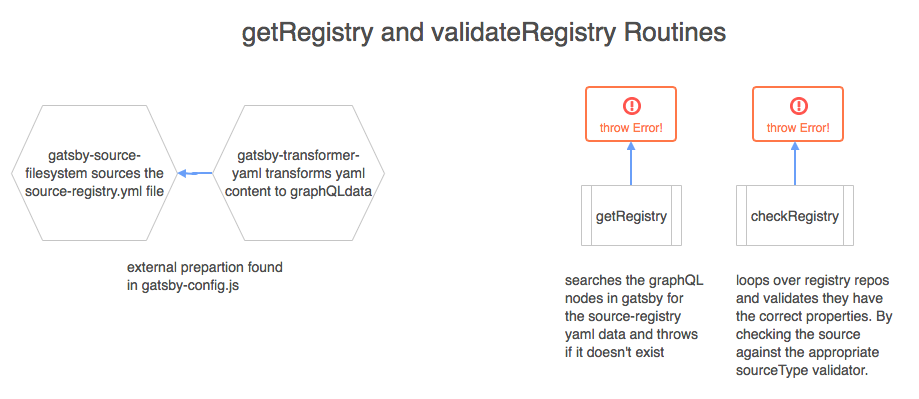 getRegistry and validateRegistry Routines
gatsby-source-
filesystem sources the
source-registry.yml file
gatsby-transformer-
yaml transforms yaml
content to graphQLdata
external prepartion found
in gatsby-config.js
throw Error!
getRegistry
searches the graphQL
nodes in gatsby for
the source-registry
yaml data and throws
if it doesn't exist
throw Error!
checkRegistry
loops over registry repos
and validates they have
the correct properties. By
checking the source
against the appropriate
sourceType validator.